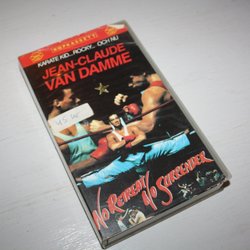 KARATE KID...ROCKY... OCH NU
JEAN-CLAUDE
VAN DAMME
NO RETREAT
NO SURRENDER